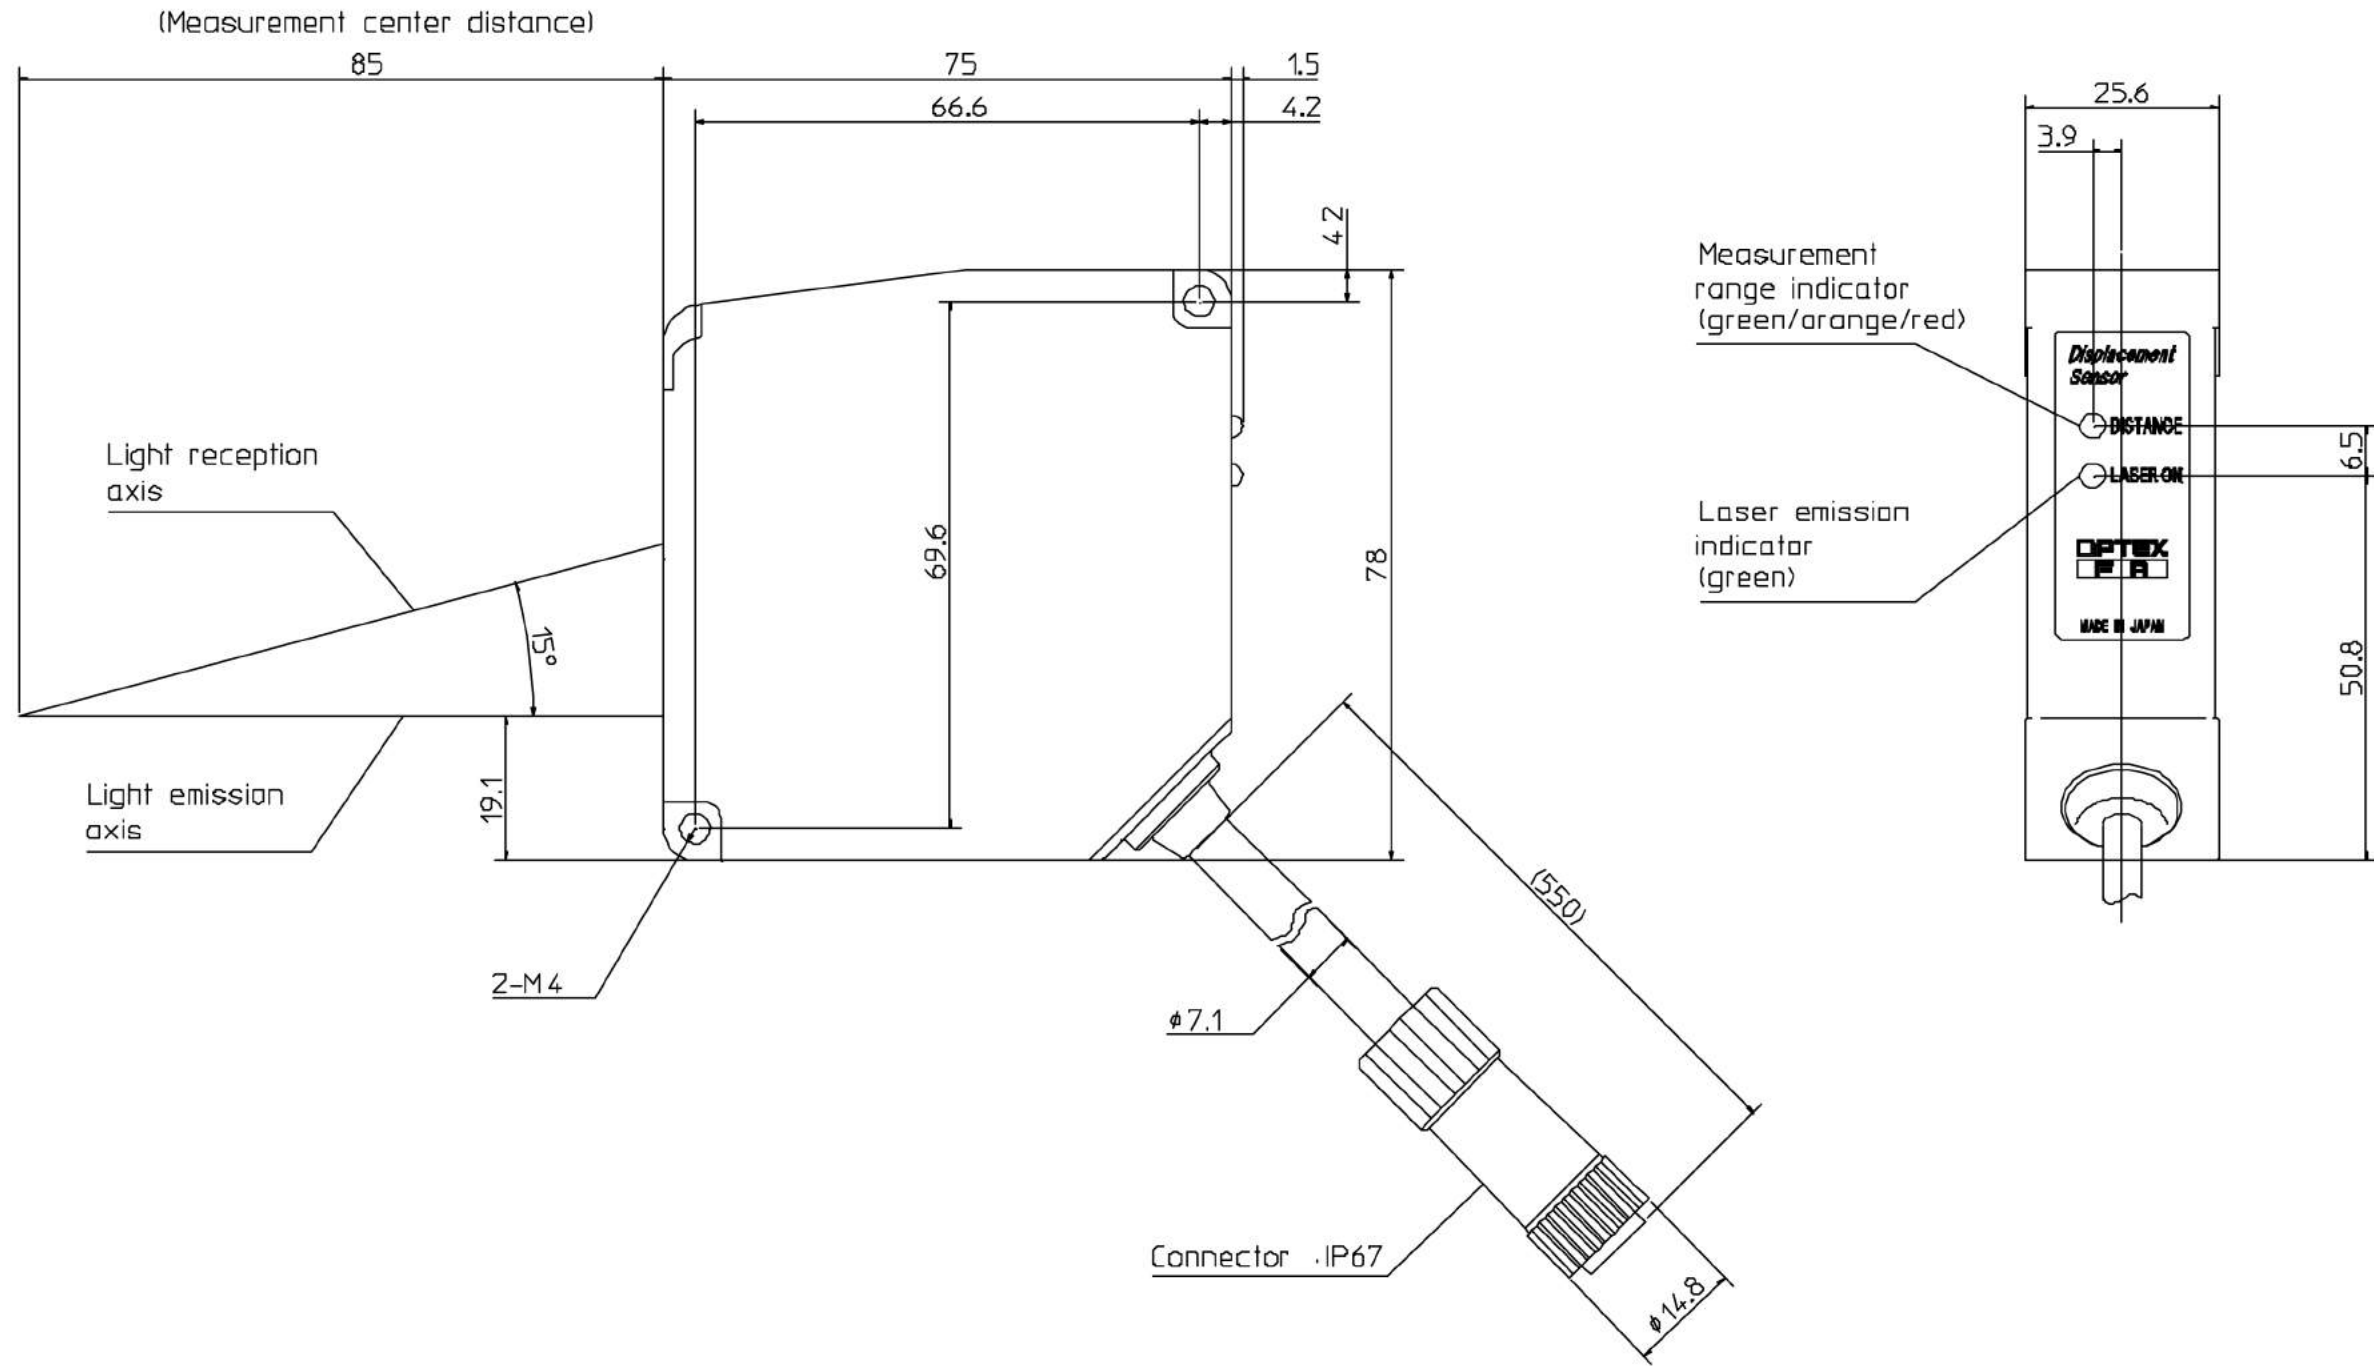 (Measurement center distance)
85
75
1.5
66.6
4.2
25.6
3.9
4 2
Measurement
range indicator
(green/orange/red)
Displacement
Sensor
DISTANCE
LASER ON
6.5
Light reception
axis
Laser emission
indicator
(green)
OPTEX
F A
MADE IN JAPAN
69.6
78
15°
50.8
19.1
Light emission
axis
(550)
2-M4
ϕ7.1
Connector :IP67
ϕ14.8